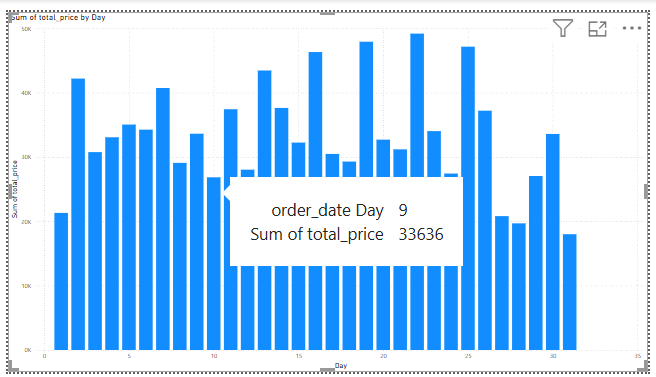 Sum of total_price by Day
50K
40K
30K
20K
10K
0K
Sum of total_price
order_date Day 9
Sum of total_price 33636
0 5 10 15 20 25 30 35
Day